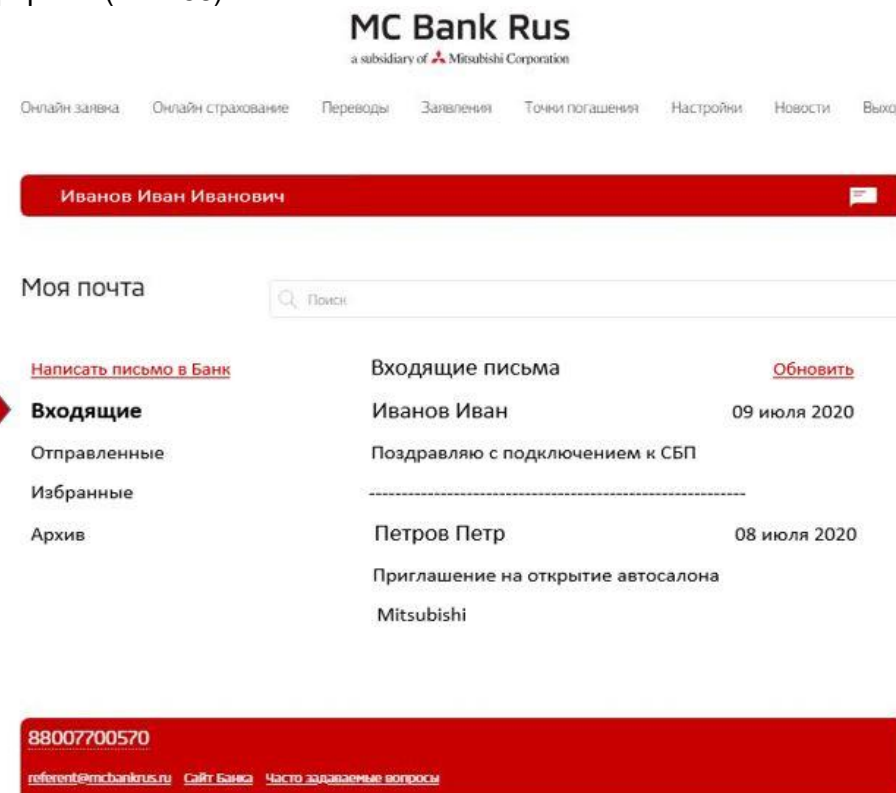 MC Bank Rus
a subsidiary of Mitsubishi Corporation
Онлайн заявка Онлайн страхование Переводы Заявления Точки погашения Настройки Новости
Иванов Иван Иванович
Моя почта
Поиск
Написать письмо в Банк Входящие письма Обновить
Входящие Иванов Иван 09 июля 2020
Отправленные Поздравляю с подключением к СБП
Избранные ----------------------------------------------------------
Архив Петров Петр 08 июля 2020
Приглашение на открытие автосалона
Mitsubishi
88007700570
referent@mcbankrus.ru Сайт Банка Часто задаваемые вопросы